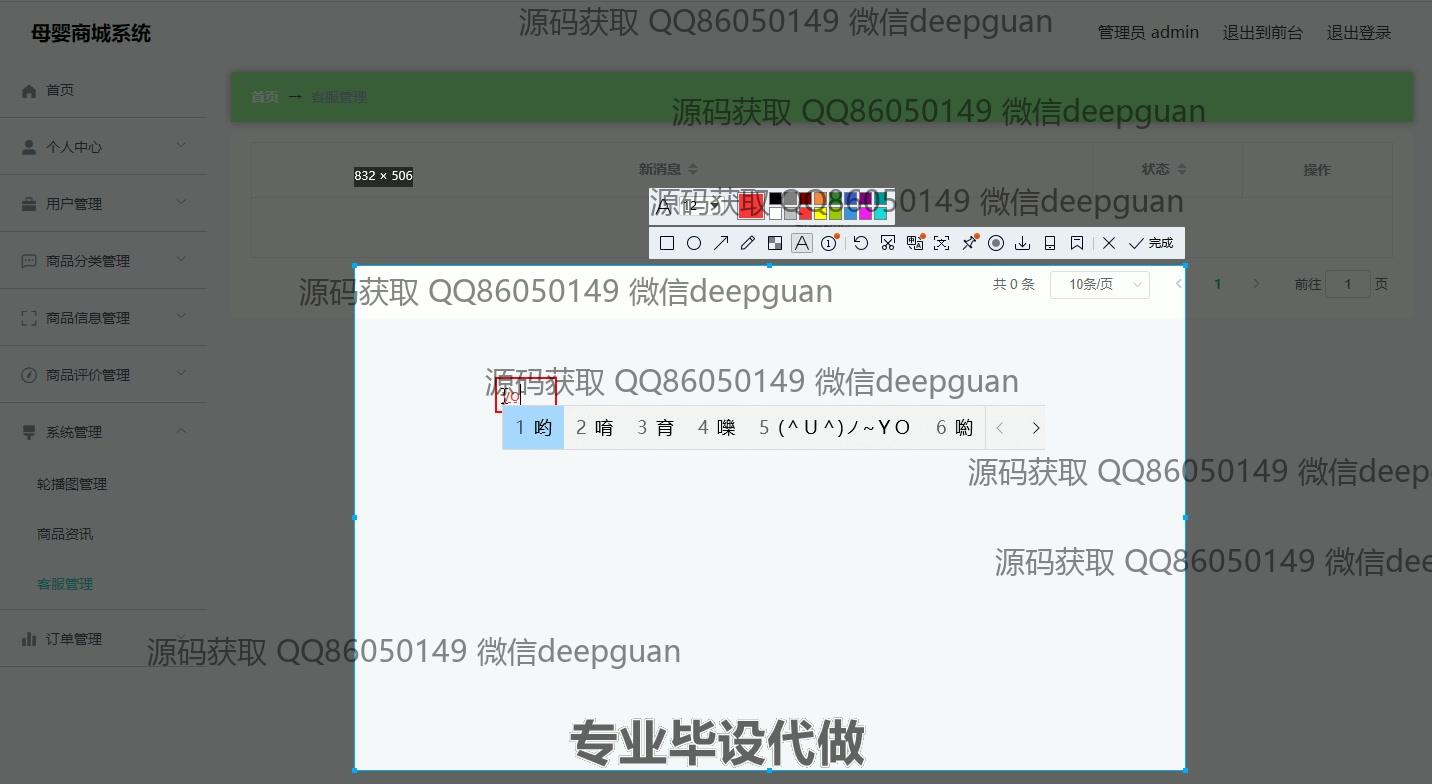 母婴商城系统
源码获取 QQ86050149 微信deepguan
管理员 admin 退出到前台 退出登录
首页
首页 → 客服管理
源码获取 QQ86050149 微信deepguan
个人中心
新消息 状态 操作
832 × 506
用户管理
A 12
源码获取 QQ86050149 微信deepguan
A 1 完成
商品分类管理
共 0 条 10条/页 1 前往 1 页
源码获取 QQ86050149 微信deepguan
商品信息管理
商品评价管理
源码获取 QQ86050149 微信deepguan
yo
1 哟 2 唷 3 育 4 嚛 5 (^U^)ノ~YO 6 喲
系统管理
源码获取 QQ86050149 微信deep
轮播图管理
商品资讯
源码获取 QQ86050149 微信dee
客服管理
订单管理
源码获取 QQ86050149 微信deepguan
专业毕设代做